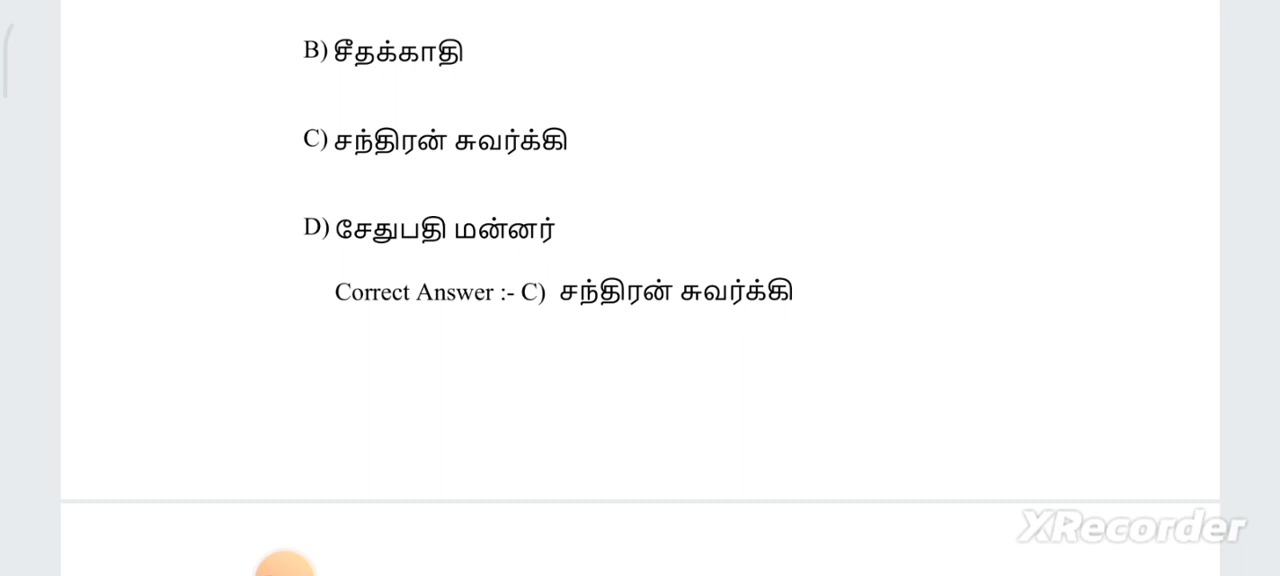 B) சீதக்காதி
C) சந்திரன் சுவர்க்கி
D) சேதுபதி மன்னர்
Correct Answer :- C) சந்திரன் சுவர்க்கி
XRecorder